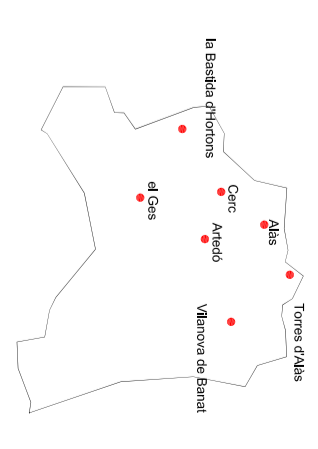 la Bastida d'Hortons
Cerc
Alàs
el Ges
Artedó
Torres d'Alàs
Vilanova de Banat